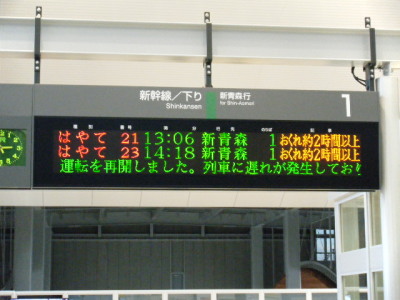 新幹線／下り 新青森行 1
Shinkansen for Shin-Aomori
はやて 21 13:06 新青森 1 おくれ約2時間以上
はやて 23 14:18 新青森 1 おくれ約2時間以上
運転を再開しました。列車に遅れが発生してお